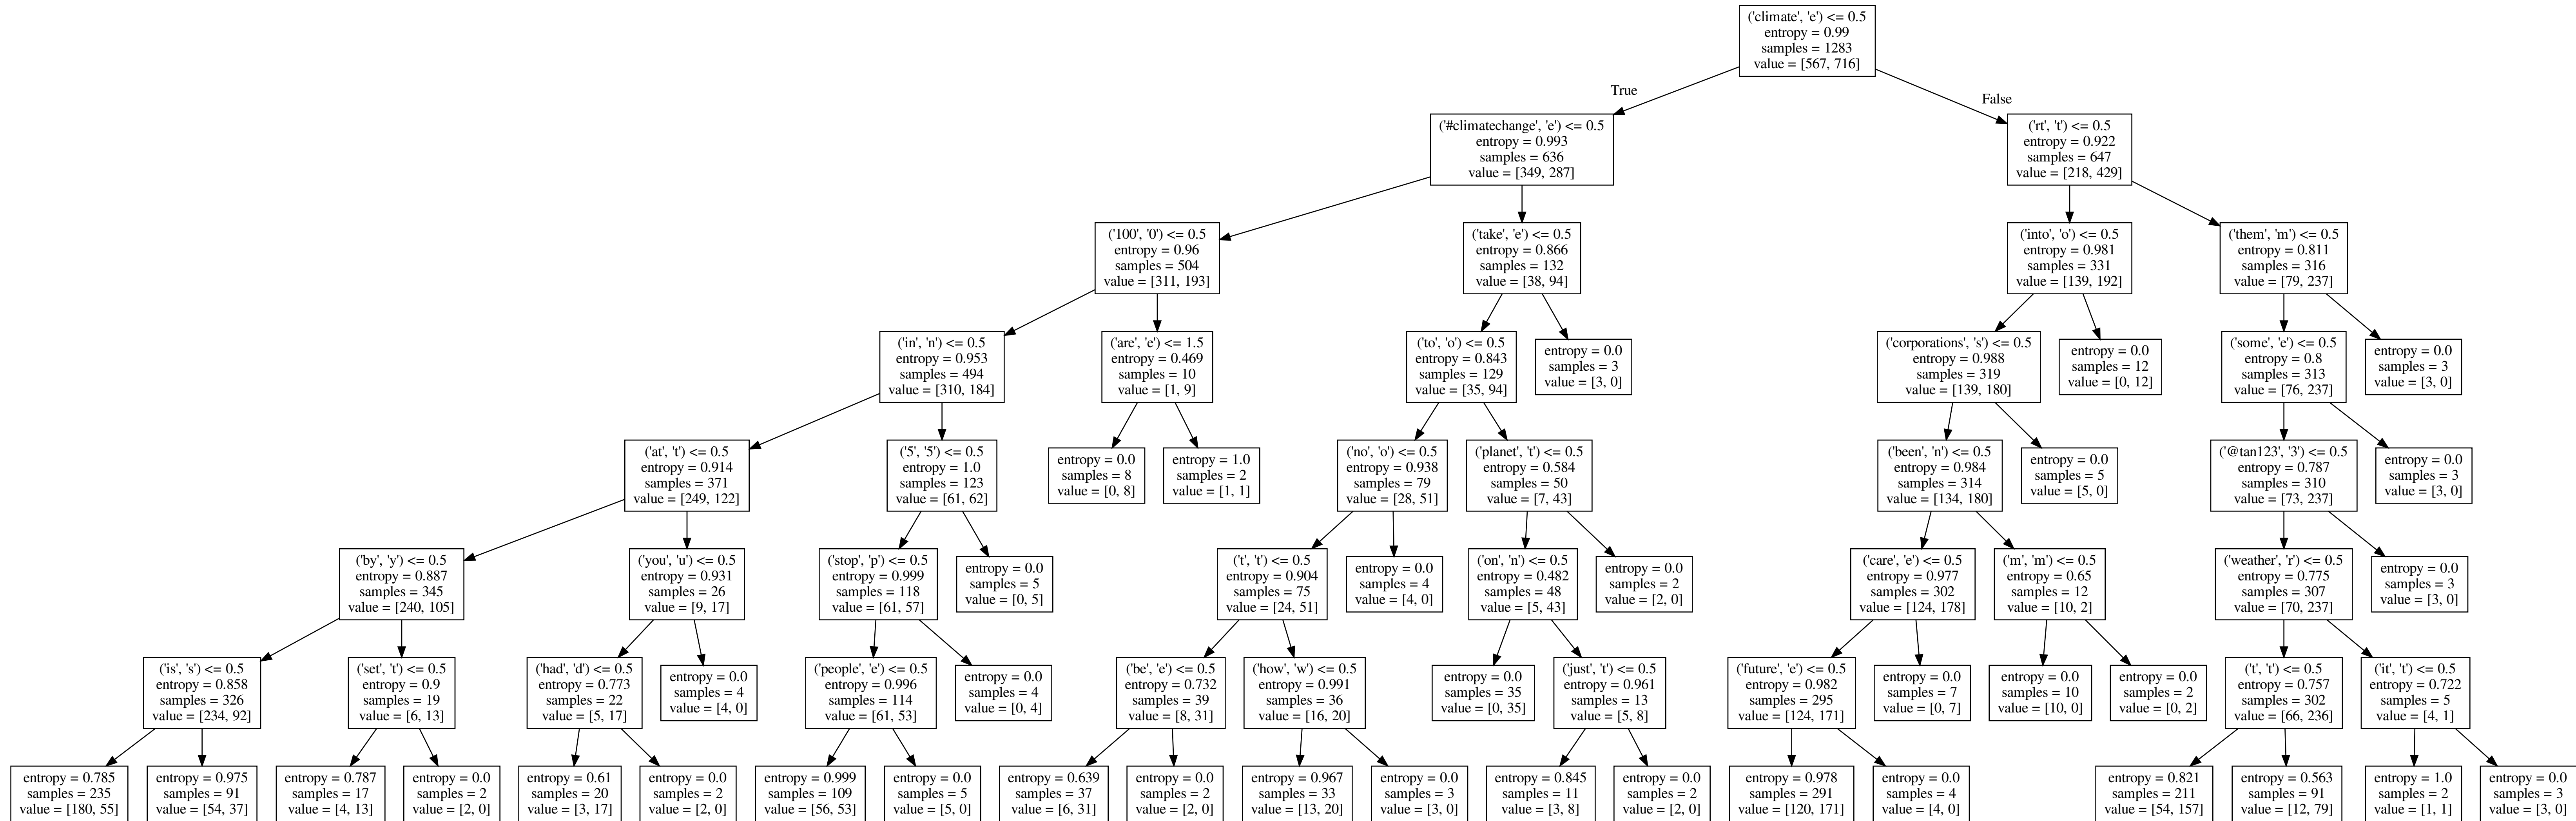 ('climate', 'e') <= 0.5
entropy = 0.99
samples = 1283
value = [567, 716]
True
False
('#climatechange', 'e') <= 0.5
entropy = 0.993
samples = 636
value = [349, 287]
('rt', 't') <= 0.5
entropy = 0.922
samples = 647
value = [218, 429]
('100', '0') <= 0.5
entropy = 0.96
samples = 504
value = [311, 193]
('take', 'e') <= 0.5
entropy = 0.866
samples = 132
value = [38, 94]
('into', 'o') <= 0.5
entropy = 0.981
samples = 331
value = [139, 192]
('them', 'm') <= 0.5
entropy = 0.811
samples = 316
value = [79, 237]
('in', 'n') <= 0.5
entropy = 0.953
samples = 494
value = [310, 184]
('are', 'e') <= 1.5
entropy = 0.469
samples = 10
value = [1, 9]
('to', 'o') <= 0.5
entropy = 0.843
samples = 129
value = [35, 94]
entropy = 0.0
samples = 3
value = [3, 0]
('corporations', 's') <= 0.5
entropy = 0.988
samples = 319
value = [139, 180]
entropy = 0.0
samples = 12
value = [0, 12]
('some', 'e') <= 0.5
entropy = 0.8
samples = 313
value = [76, 237]
entropy = 0.0
samples = 3
value = [3, 0]
('at', 't') <= 0.5
entropy = 0.914
samples = 371
value = [249, 122]
('5', '5') <= 0.5
entropy = 1.0
samples = 123
value = [61, 62]
entropy = 0.0
samples = 8
value = [0, 8]
entropy = 1.0
samples = 2
value = [1, 1]
('no', 'o') <= 0.5
entropy = 0.938
samples = 79
value = [28, 51]
('planet', 't') <= 0.5
entropy = 0.584
samples = 50
value = [7, 43]
('been', 'n') <= 0.5
entropy = 0.984
samples = 314
value = [134, 180]
entropy = 0.0
samples = 5
value = [5, 0]
('@tan123', '3') <= 0.5
entropy = 0.787
samples = 310
value = [73, 237]
entropy = 0.0
samples = 3
value = [3, 0]
('by', 'y') <= 0.5
entropy = 0.887
samples = 345
value = [240, 105]
('you', 'u') <= 0.5
entropy = 0.931
samples = 26
value = [9, 17]
('stop', 'p') <= 0.5
entropy = 0.999
samples = 118
value = [61, 57]
entropy = 0.0
samples = 5
value = [0, 5]
('t', 't') <= 0.5
entropy = 0.904
samples = 75
value = [24, 51]
entropy = 0.0
samples = 4
value = [4, 0]
('on', 'n') <= 0.5
entropy = 0.482
samples = 48
value = [5, 43]
entropy = 0.0
samples = 2
value = [2, 0]
('care', 'e') <= 0.5
entropy = 0.977
samples = 302
value = [124, 178]
('m', 'm') <= 0.5
entropy = 0.65
samples = 12
value = [10, 2]
('weather', 'r') <= 0.5
entropy = 0.775
samples = 307
value = [70, 237]
entropy = 0.0
samples = 3
value = [3, 0]
('is', 's') <= 0.5
entropy = 0.858
samples = 326
value = [234, 92]
('set', 't') <= 0.5
entropy = 0.9
samples = 19
value = [6, 13]
('had', 'd') <= 0.5
entropy = 0.773
samples = 22
value = [5, 17]
entropy = 0.0
samples = 4
value = [4, 0]
('people', 'e') <= 0.5
entropy = 0.996
samples = 114
value = [61, 53]
entropy = 0.0
samples = 4
value = [0, 4]
('be', 'e') <= 0.5
entropy = 0.732
samples = 39
value = [8, 31]
('how', 'w') <= 0.5
entropy = 0.991
samples = 36
value = [16, 20]
entropy = 0.0
samples = 35
value = [0, 35]
('just', 't') <= 0.5
entropy = 0.961
samples = 13
value = [5, 8]
('future', 'e') <= 0.5
entropy = 0.982
samples = 295
value = [124, 171]
entropy = 0.0
samples = 7
value = [0, 7]
entropy = 0.0
samples = 10
value = [10, 0]
entropy = 0.0
samples = 2
value = [0, 2]
('t', 't') <= 0.5
entropy = 0.757
samples = 302
value = [66, 236]
('it', 't') <= 0.5
entropy = 0.722
samples = 5
value = [4, 1]
entropy = 0.785
samples = 235
value = [180, 55]
entropy = 0.975
samples = 91
value = [54, 37]
entropy = 0.787
samples = 17
value = [4, 13]
entropy = 0.0
samples = 2
value = [2, 0]
entropy = 0.61
samples = 20
value = [3, 17]
entropy = 0.0
samples = 2
value = [2, 0]
entropy = 0.999
samples = 109
value = [56, 53]
entropy = 0.0
samples = 5
value = [5, 0]
entropy = 0.639
samples = 37
value = [6, 31]
entropy = 0.0
samples = 2
value = [2, 0]
entropy = 0.967
samples = 33
value = [13, 20]
entropy = 0.0
samples = 3
value = [3, 0]
entropy = 0.845
samples = 11
value = [3, 8]
entropy = 0.0
samples = 2
value = [2, 0]
entropy = 0.978
samples = 291
value = [120, 171]
entropy = 0.0
samples = 4
value = [4, 0]
entropy = 0.821
samples = 211
value = [54, 157]
entropy = 0.563
samples = 91
value = [12, 79]
entropy = 1.0
samples = 2
value = [1, 1]
entropy = 0.0
samples = 3
value = [3, 0]